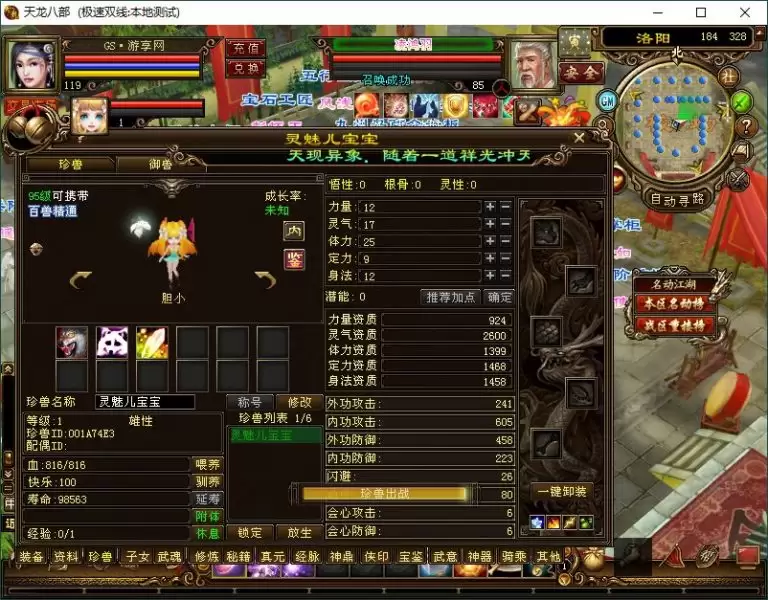 天龙八部 (极速双线:本地测试)
GS·游享网
充值
兑换
119
召唤成功
85
安全
洛阳 184 328
北
社
GM
宝石工匠
1
自动寻路
灵魅儿宝宝
珍兽 御兽
天现异象，随着一道祥光冲天
95级可携带 成长率:
百兽精通 未知
内
鉴
胆小
悟性:0 根骨:0 灵性:0
力量: 12
灵气: 17
体力: 25
定力: 9
身法: 12
潜能: 0 推荐加点 确定
力量资质 924
灵气资质 2600
体力资质 1399
定力资质 1468
身法资质 1458
珍兽名称 灵魅儿宝宝 称号 修改
等级:1 雄性
珍兽ID:001A74E3
配偶ID:
珍兽列表 1/6
灵魅儿宝宝
血:816/816 喂养
快乐:100 驯养
寿命:98563 延寿
附体
经验:0/1 休息
锁定 放生
外功攻击: 241
内功攻击: 605
外功防御: 458
内功防御: 223
闪避: 26
珍兽出战
80
会心攻击: 6
会心防御: 6
一键卸装
名动江湖
本区名动榜
战区重楼榜
装备 资料 珍兽 子女 武魂 修炼 秘籍 真元 经脉 神鼎 侠印 宝鉴 武意 神器 骑乘 其他